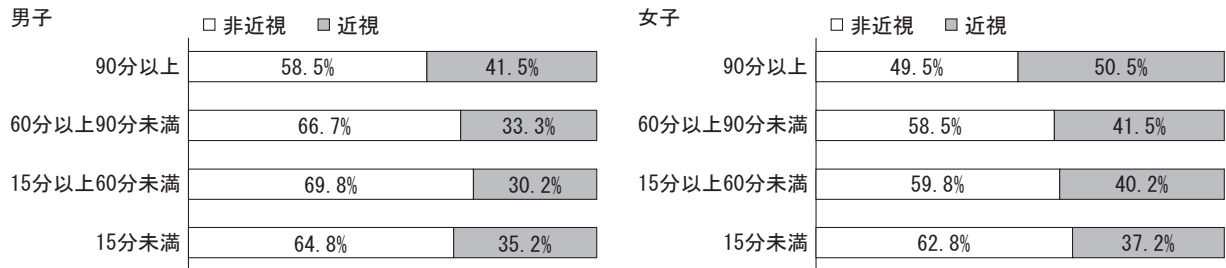 男子
□ 非近視 ■ 近視
90分以上 58.5% 41.5%
60分以上90分未満 66.7% 33.3%
15分以上60分未満 69.8% 30.2%
15分未満 64.8% 35.2%
女子
□ 非近視 ■ 近視
90分以上 49.5% 50.5%
60分以上90分未満 58.5% 41.5%
15分以上60分未満 59.8% 40.2%
15分未満 62.8% 37.2%